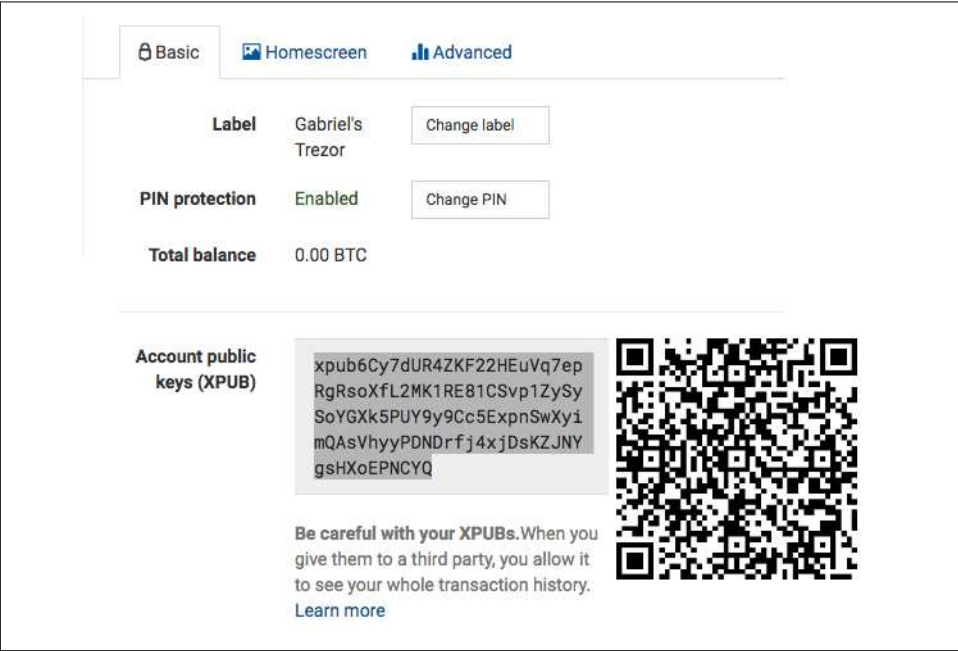 Basic Homescreen Advanced
Label Gabriel's Trezor Change label
PIN protection Enabled Change PIN
Total balance 0.00 BTC
Account public keys (XPUB)
xpub6Cy7dUR4ZKF22HEuVq7ep
RgRsoXfL2MK1RE81CSvp1ZySy
SoYGXk5PUY9y9Cc5ExpnSwXyi
mQAsVhyyPDNDrfj4xjDsKZJNY
gsHXoEPNCYQ
Be careful with your XPUBs.When you
give them to a third party, you allow it
to see your whole transaction history.
Learn more